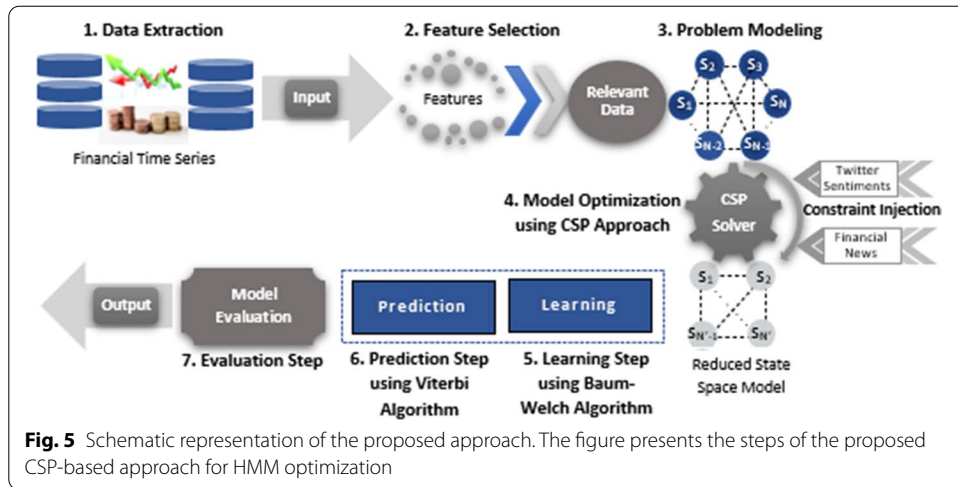 1. Data Extraction
2. Feature Selection
3. Problem Modeling
Input
Features
Relevant
Data
S2
S3
S1
SN
SN-2
SN-1
Financial Time Series
4. Model Optimization
using CSP Approach
CSP
Solver
Twitter
Sentiments
Constraint Injection
Financial
News
S1
S2
SN'-1
SN'
Reduced State
Space Model
Output
Model
Evaluation
Prediction
Learning
7. Evaluation Step
6. Prediction Step
using Viterbi
Algorithm
5. Learning Step
using Baum-
Welch Algorithm
Fig. 5 Schematic representation of the proposed approach. The figure presents the steps of the proposed
CSP-based approach for HMM optimization